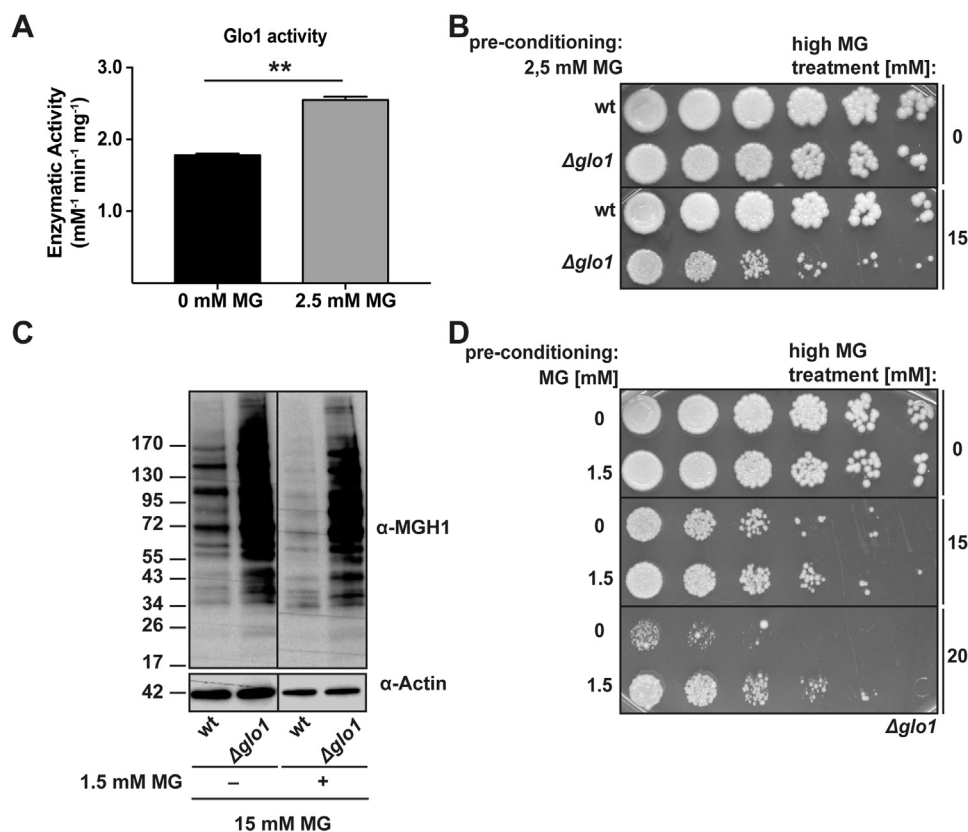 A
Glo1 activity
**
3.0
2.0
1.0
Enzymatic Activity
(mM-1 min-1 mg-1)
0 mM MG
2.5 mM MG
B
pre-conditioning:
2,5 mM MG
high MG
treatment [mM]:
wt
Δglo1
0
wt
Δglo1
15
C
170
130
95
72
55
43
34
26
17
42
α-MGH1
α-Actin
wt
Δglo1
wt
Δglo1
1.5 mM MG
–
+
15 mM MG
D
pre-conditioning:
MG [mM]
high MG
treatment [mM]:
0
1.5
0
0
1.5
15
0
1.5
20
Δglo1